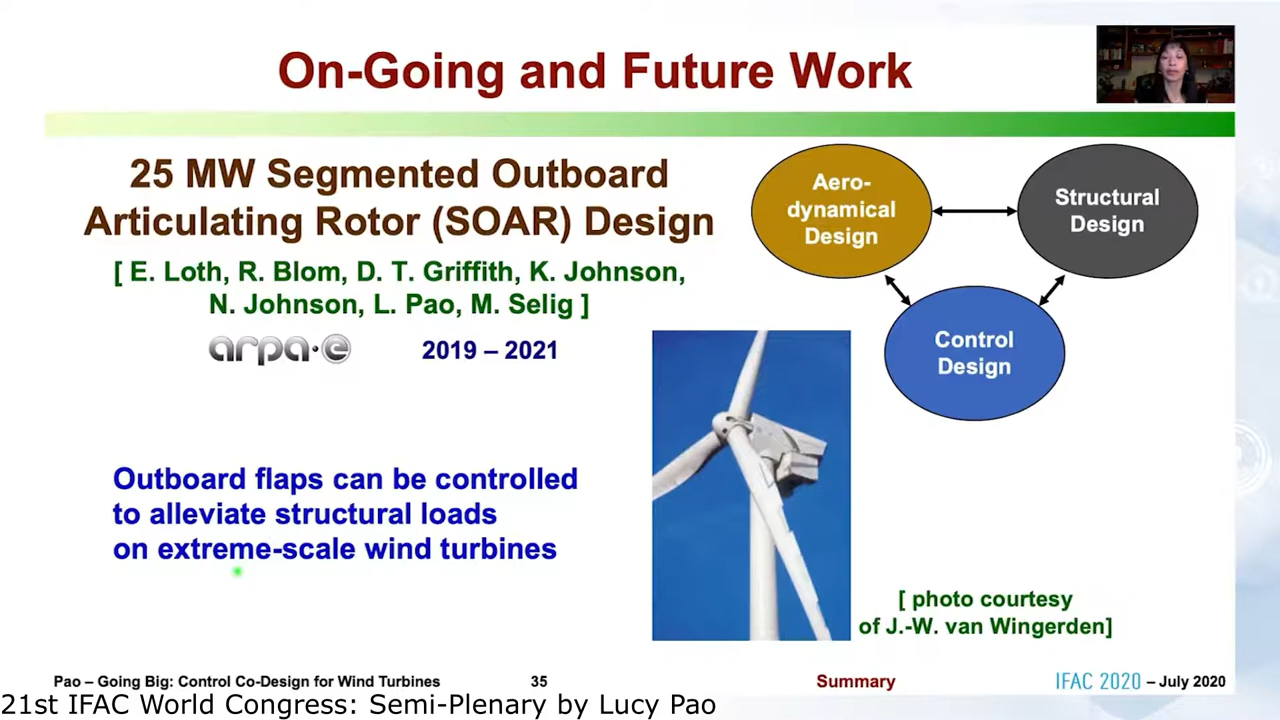 On-Going and Future Work
25 MW Segmented Outboard
Articulating Rotor (SOAR) Design
[ E. Loth, R. Blom, D. T. Griffith, K. Johnson,
N. Johnson, L. Pao, M. Selig ]
arpa·e
2019 – 2021
Aero-
dynamical
Design
Structural
Design
Control
Design
Outboard flaps can be controlled
to alleviate structural loads
on extreme-scale wind turbines
[ photo courtesy
of J.-W. van Wingerden]
Pao – Going Big: Control Co-Design for Wind Turbines
35
Summary
IFAC 2020 – July 2020
21st IFAC World Congress: Semi-Plenary by Lucy Pao